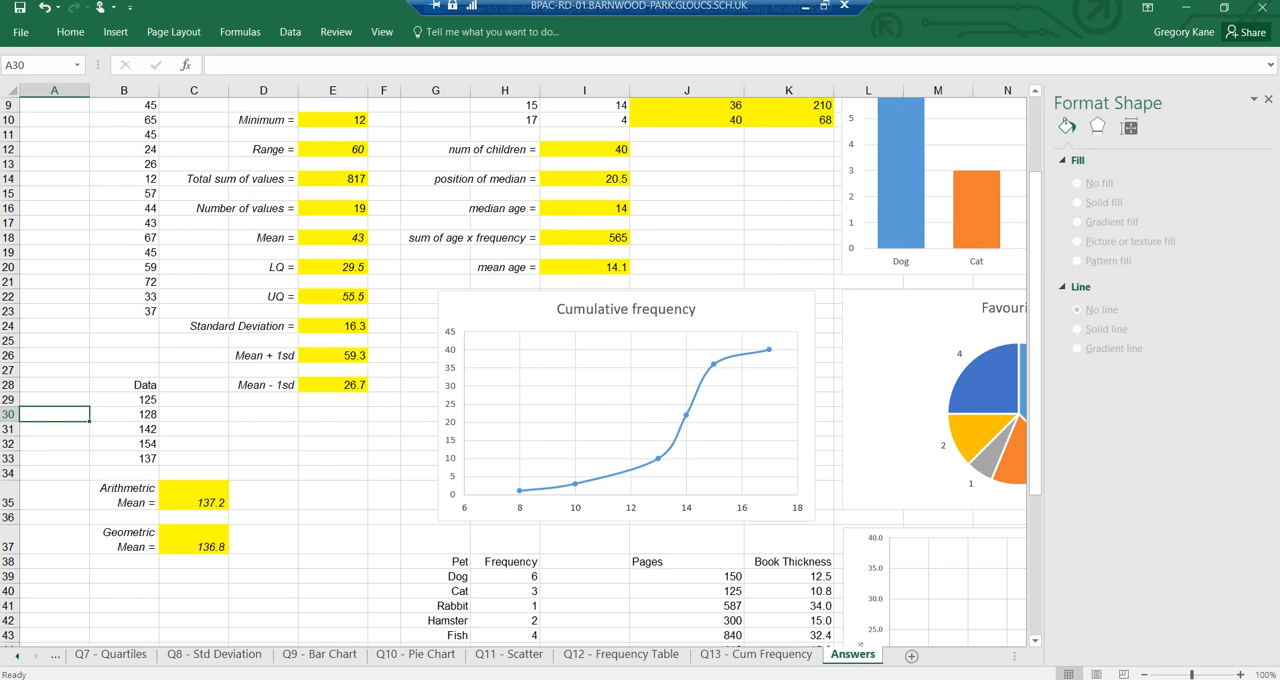 BPAC-RD-01.BARNWOOD-PARK.GLOUCS.SCH.UK
File Home Insert Page Layout Formulas Data Review View Tell me what you want to do... Gregory Kane Share
A30 fx
A B C D E F G H I J K L M N
9 45 15 14 36 210
10 65 Minimum = 12 17 4 40 68
11 45
12 24 Range = 60 num of children = 40
13 26
14 12 Total sum of values = 817 position of median = 20.5
15 57
16 44 Number of values = 19 median age = 14
17 43
18 67 Mean = 43 sum of age x frequency = 565
19 45
20 59 LQ = 29.5 mean age = 14.1
21 72
22 33 UQ = 55.5
23 37
24 Standard Deviation = 16.3
25
26 Mean + 1sd 59.3
27
28 Data Mean - 1sd 26.7
29 125
30 128
31 142
32 154
33 137
34
Arithmetric
35 Mean = 137.2
36
Geometric
37 Mean = 136.8
38 Pet Frequency Pages Book Thickness
39 Dog 6 150 12.5
40 Cat 3 125 10.8
41 Rabbit 1 587 34.0
42 Hamster 2 300 15.0
43 Fish 4 840 32.4
Cumulative frequency
45
40
35
30
25
20
15
10
5
0
6 8 10 12 14 16 18
5
4
3
2
1
0
Dog Cat
Favouri
4
2
1
40.0
35.0
30.0
25.0
Format Shape
Fill
No fill
Solid fill
Gradient fill
Picture or texture fill
Pattern fill
Line
No line
Solid line
Gradient line
... Q7 - Quartiles Q8 - Std Deviation Q9 - Bar Chart Q10 - Pie Chart Q11 - Scatter Q12 - Frequency Table Q13 - Cum Frequency Answers
Ready 100%